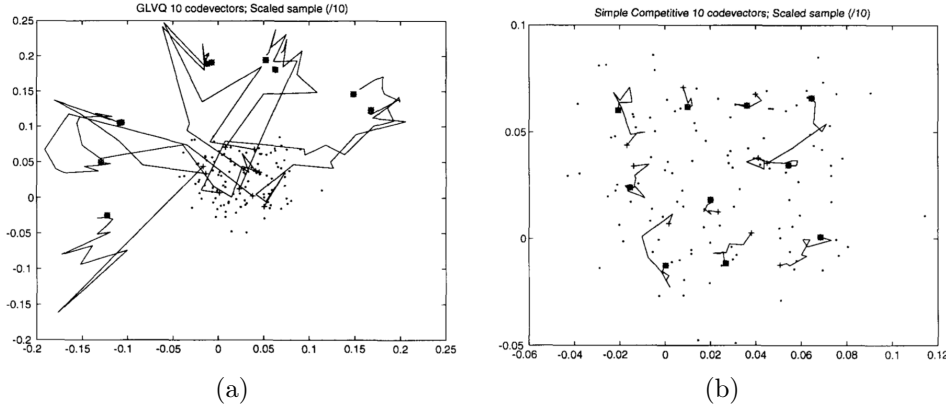 GLVQ 10 codevectors; Scaled sample (/10)
0.25
0.2
0.15
0.1
0.05
0
-0.05
-0.1
-0.15
-0.2
-0.2 -0.15 -0.1 -0.05 0 0.05 0.1 0.15 0.2 0.25
(a)
Simple Competitive 10 codevectors; Scaled sample (/10)
0.1
0.05
0
-0.05
-0.06 -0.04 -0.02 0 0.02 0.04 0.06 0.08 0.1 0.12
(b)